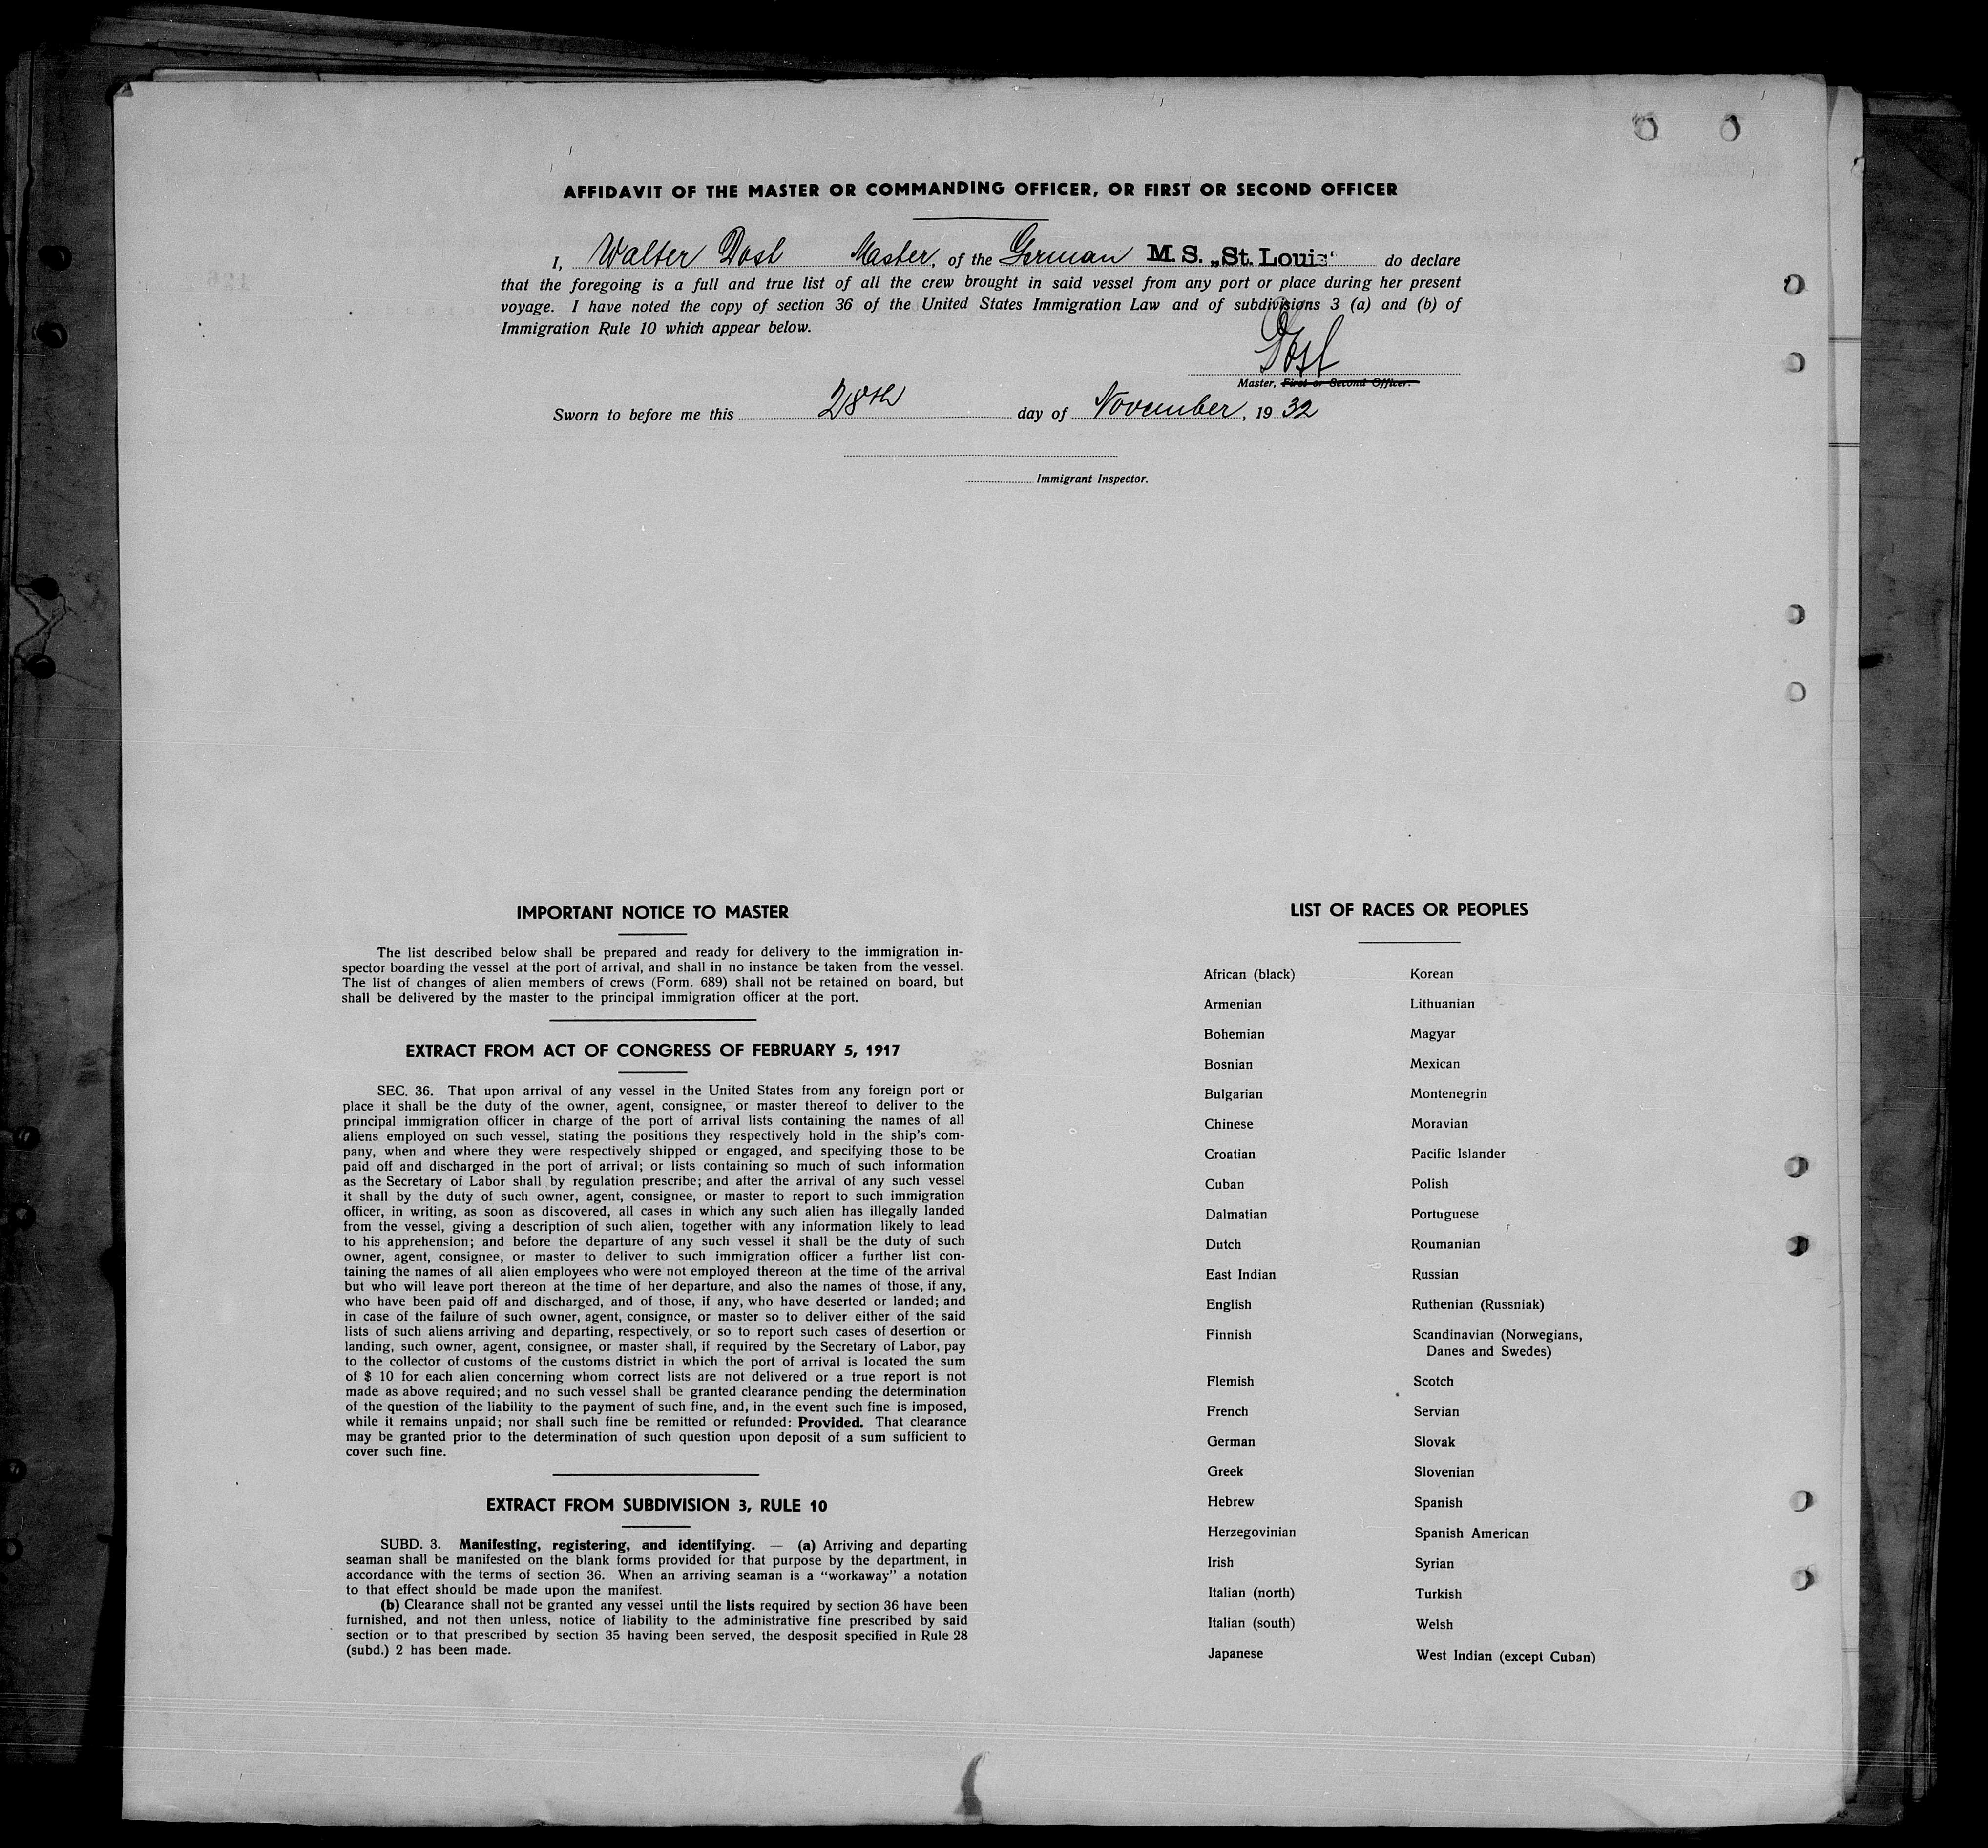 AFFIDAVIT OF THE MASTER OR COMMANDING OFFICER, OR FIRST OR SECOND OFFICER
I, Walter Dost Master, of the German M.S. „St. Louis" do declare
that the foregoing is a full and true list of all the crew brought in said vessel from any port or place during her present
voyage. I have noted the copy of section 36 of the United States Immigration Law and of subdivisions 3 (a) and (b) of
Immigration Rule 10 which appear below.
Dost
Master, First or Second Officer.
Sworn to before me this 28th day of November, 1932
Immigrant Inspector.
IMPORTANT NOTICE TO MASTER
The list described below shall be prepared and ready for delivery to the immigration in-
spector boarding the vessel at the port of arrival, and shall in no instance be taken from the vessel.
The list of changes of alien members of crews (Form. 689) shall not be retained on board, but
shall be delivered by the master to the principal immigration officer at the port.
EXTRACT FROM ACT OF CONGRESS OF FEBRUARY 5, 1917
SEC. 36. That upon arrival of any vessel in the United States from any foreign port or
place it shall be the duty of the owner, agent, consignee, or master thereof to deliver to the
principal immigration officer in charge of the port of arrival lists containing the names of all
aliens employed on such vessel, stating the positions they respectively hold in the ship's com-
pany, when and where they were respectively shipped or engaged, and specifying those to be
paid off and discharged in the port of arrival; or lists containing so much of such information
as the Secretary of Labor shall by regulation prescribe; and after the arrival of any such vessel
it shall by the duty of such owner, agent, consignee, or master to report to such immigration
officer, in writing, as soon as discovered, all cases in which any such alien has illegally landed
from the vessel, giving a description of such alien, together with any information likely to lead
to his apprehension; and before the departure of any such vessel it shall be the duty of such
owner, agent, consignee, or master to deliver to such immigration officer a further list con-
taining the names of all alien employees who were not employed thereon at the time of the arrival
but who will leave port thereon at the time of her departure, and also the names of those, if any,
who have been paid off and discharged, and of those, if any, who have deserted or landed; and
in case of the failure of such owner, agent, consignee, or master so to deliver either of the said
lists of such aliens arriving and departing, respectively, or so to report such cases of desertion or
landing, such owner, agent, consignee, or master shall, if required by the Secretary of Labor, pay
to the collector of customs of the customs district in which the port of arrival is located the sum
of $ 10 for each alien concerning whom correct lists are not delivered or a true report is not
made as above required; and no such vessel shall be granted clearance pending the determination
of the question of the liability to the payment of such fine, and, in the event such fine is imposed,
while it remains unpaid; nor shall such fine be remitted or refunded: Provided. That clearance
may be granted prior to the determination of such question upon deposit of a sum sufficient to
cover such fine.
EXTRACT FROM SUBDIVISION 3, RULE 10
SUBD. 3. Manifesting, registering, and identifying. — (a) Arriving and departing
seaman shall be manifested on the blank forms provided for that purpose by the department, in
accordance with the terms of section 36. When an arriving seaman is a "workaway" a notation
to that effect should be made upon the manifest.
(b) Clearance shall not be granted any vessel until the lists required by section 36 have been
furnished, and not then unless, notice of liability to the administrative fine prescribed by said
section or to that prescribed by section 35 having been served, the desposit specified in Rule 28
(subd.) 2 has been made.
LIST OF RACES OR PEOPLES
African (black)
Armenian
Bohemian
Bosnian
Bulgarian
Chinese
Croatian
Cuban
Dalmatian
Dutch
East Indian
English
Finnish
Flemish
French
German
Greek
Hebrew
Herzegovinian
Irish
Italian (north)
Italian (south)
Japanese
Korean
Lithuanian
Magyar
Mexican
Montenegrin
Moravian
Pacific Islander
Polish
Portuguese
Roumanian
Russian
Ruthenian (Russniak)
Scandinavian (Norwegians,
Danes and Swedes)
Scotch
Servian
Slovak
Slovenian
Spanish
Spanish American
Syrian
Turkish
Welsh
West Indian (except Cuban)